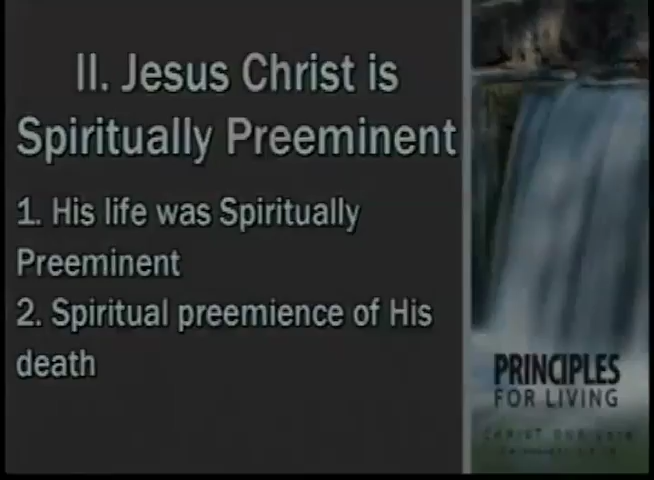 II. Jesus Christ is
Spiritually Preeminent
1. His life was Spiritually
Preeminent
2. Spiritual preemience of His
death
PRINCIPLES
FOR LIVING
CHRIST